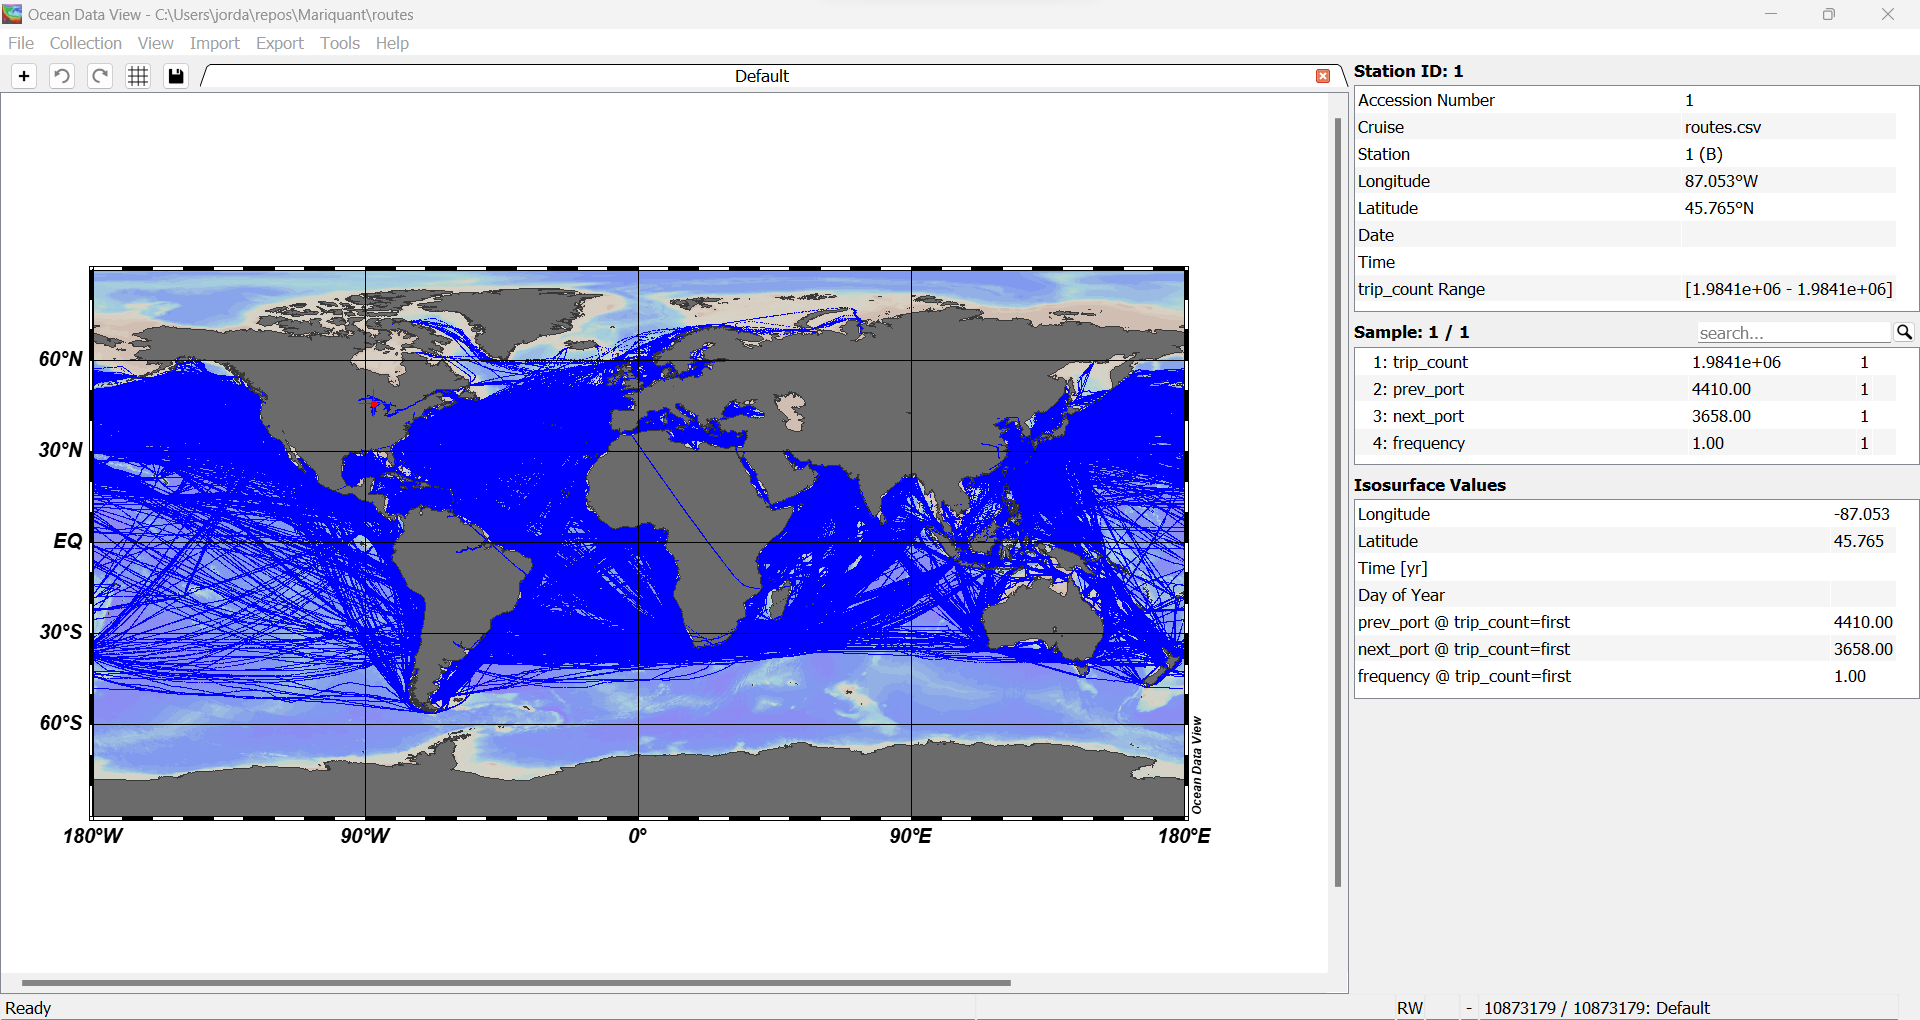 Ocean Data View - C:\Users\jorda\repos\Mariquant\routes
File Collection View Import Export Tools Help
Default
60°N
30°N
EQ
30°S
60°S
180°W 90°W 0° 90°E 180°E
Ocean Data View
Station ID: 1
Accession Number 1
Cruise routes.csv
Station 1 (B)
Longitude 87.053°W
Latitude 45.765°N
Date
Time
trip_count Range [1.9841e+06 - 1.9841e+06]
Sample: 1 / 1 search...
1: trip_count 1.9841e+06 1
2: prev_port 4410.00 1
3: next_port 3658.00 1
4: frequency 1.00 1
Isosurface Values
Longitude -87.053
Latitude 45.765
Time [yr]
Day of Year
prev_port @ trip_count=first 4410.00
next_port @ trip_count=first 3658.00
frequency @ trip_count=first 1.00
Ready RW - 10873179 / 10873179: Default